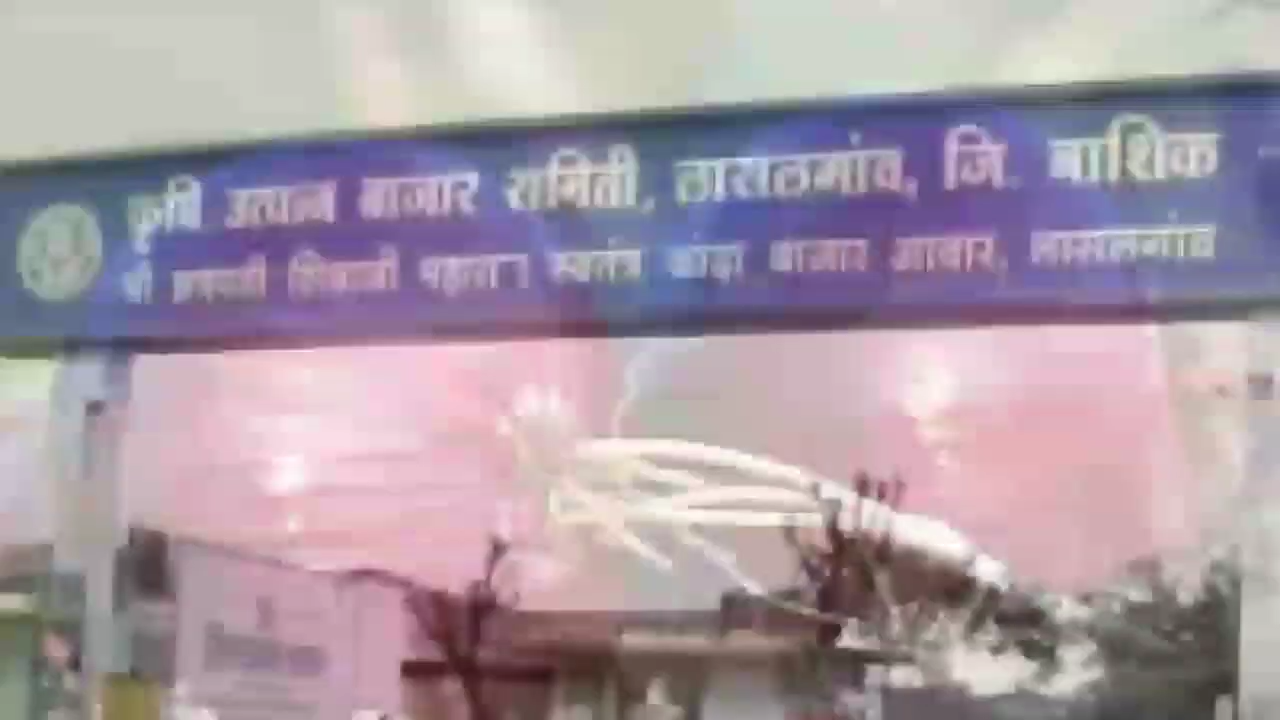 कृषि उत्पन्न बाजार समिती, लासलगांव, जि. नाशिक
श्री छत्रपती शिवाजी महाराज स्वतंत्र कांदा बाजार आवार, लासलगांव